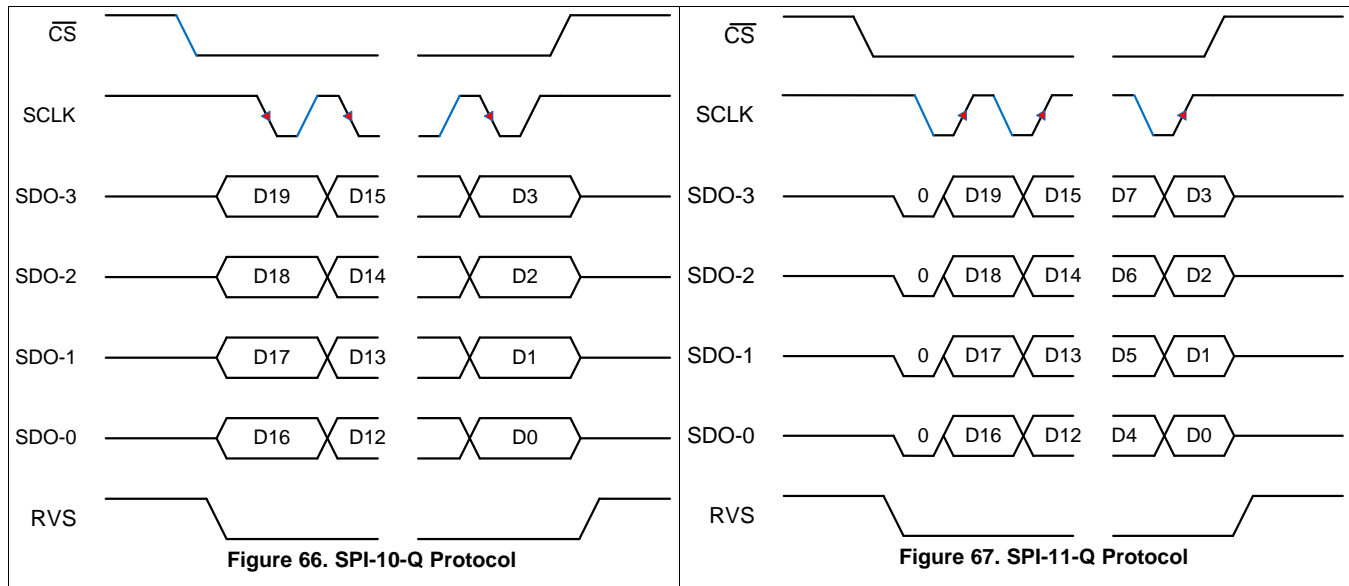 CS
SCLK
SDO-3 D19 D15 D3
SDO-2 D18 D14 D2
SDO-1 D17 D13 D1
SDO-0 D16 D12 D0
RVS
Figure 66. SPI-10-Q Protocol
CS
SCLK
SDO-3 0 D19 D15 D7 D3
SDO-2 0 D18 D14 D6 D2
SDO-1 0 D17 D13 D5 D1
SDO-0 0 D16 D12 D4 D0
RVS
Figure 67. SPI-11-Q Protocol